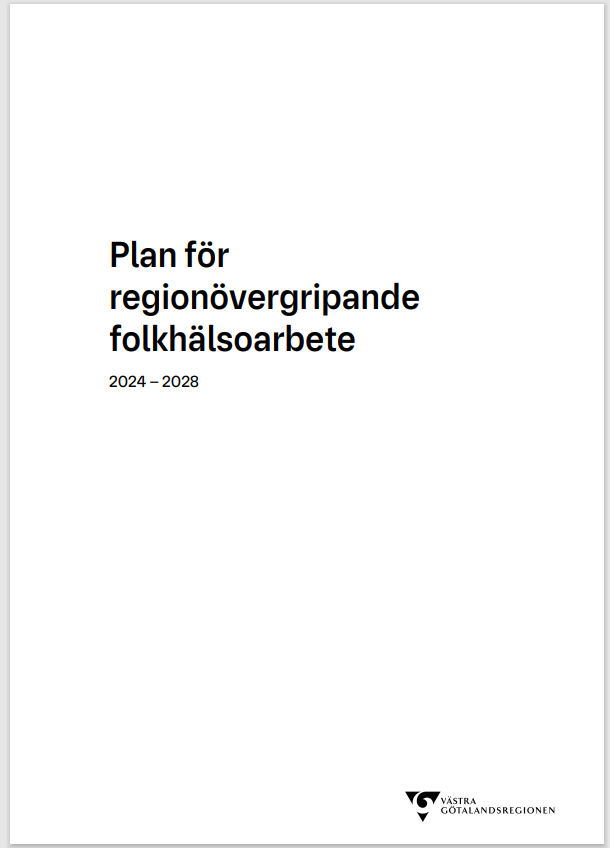 Plan för
regionövergripande
folkhälsoarbete
2024 – 2028
VÄSTRA
GÖTALANDSREGIONEN